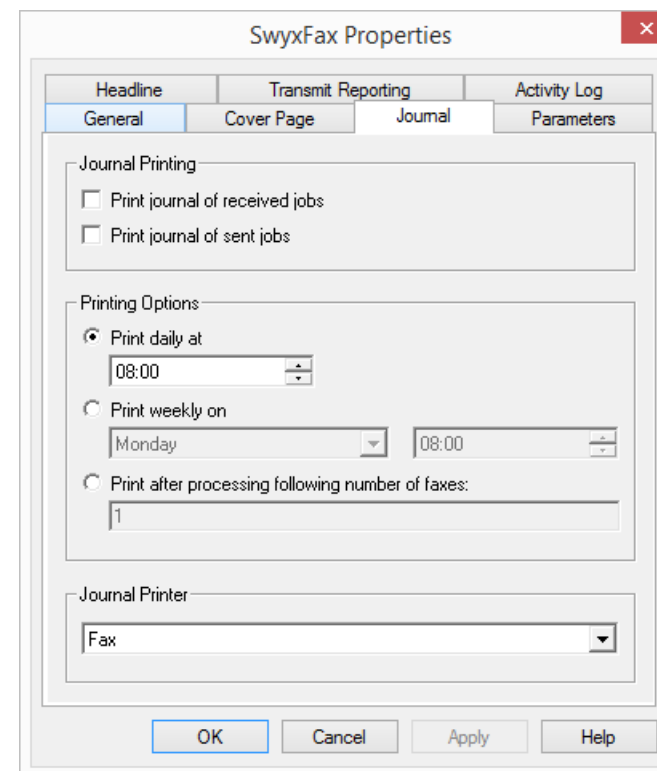 SwyxFax Properties
Headline Transmit Reporting Activity Log
General Cover Page Journal Parameters
Journal Printing
Print journal of received jobs
Print journal of sent jobs
Printing Options
Print daily at
08:00
Print weekly on
Monday 08:00
Print after processing following number of faxes:
1
Journal Printer
Fax
OK Cancel Apply Help